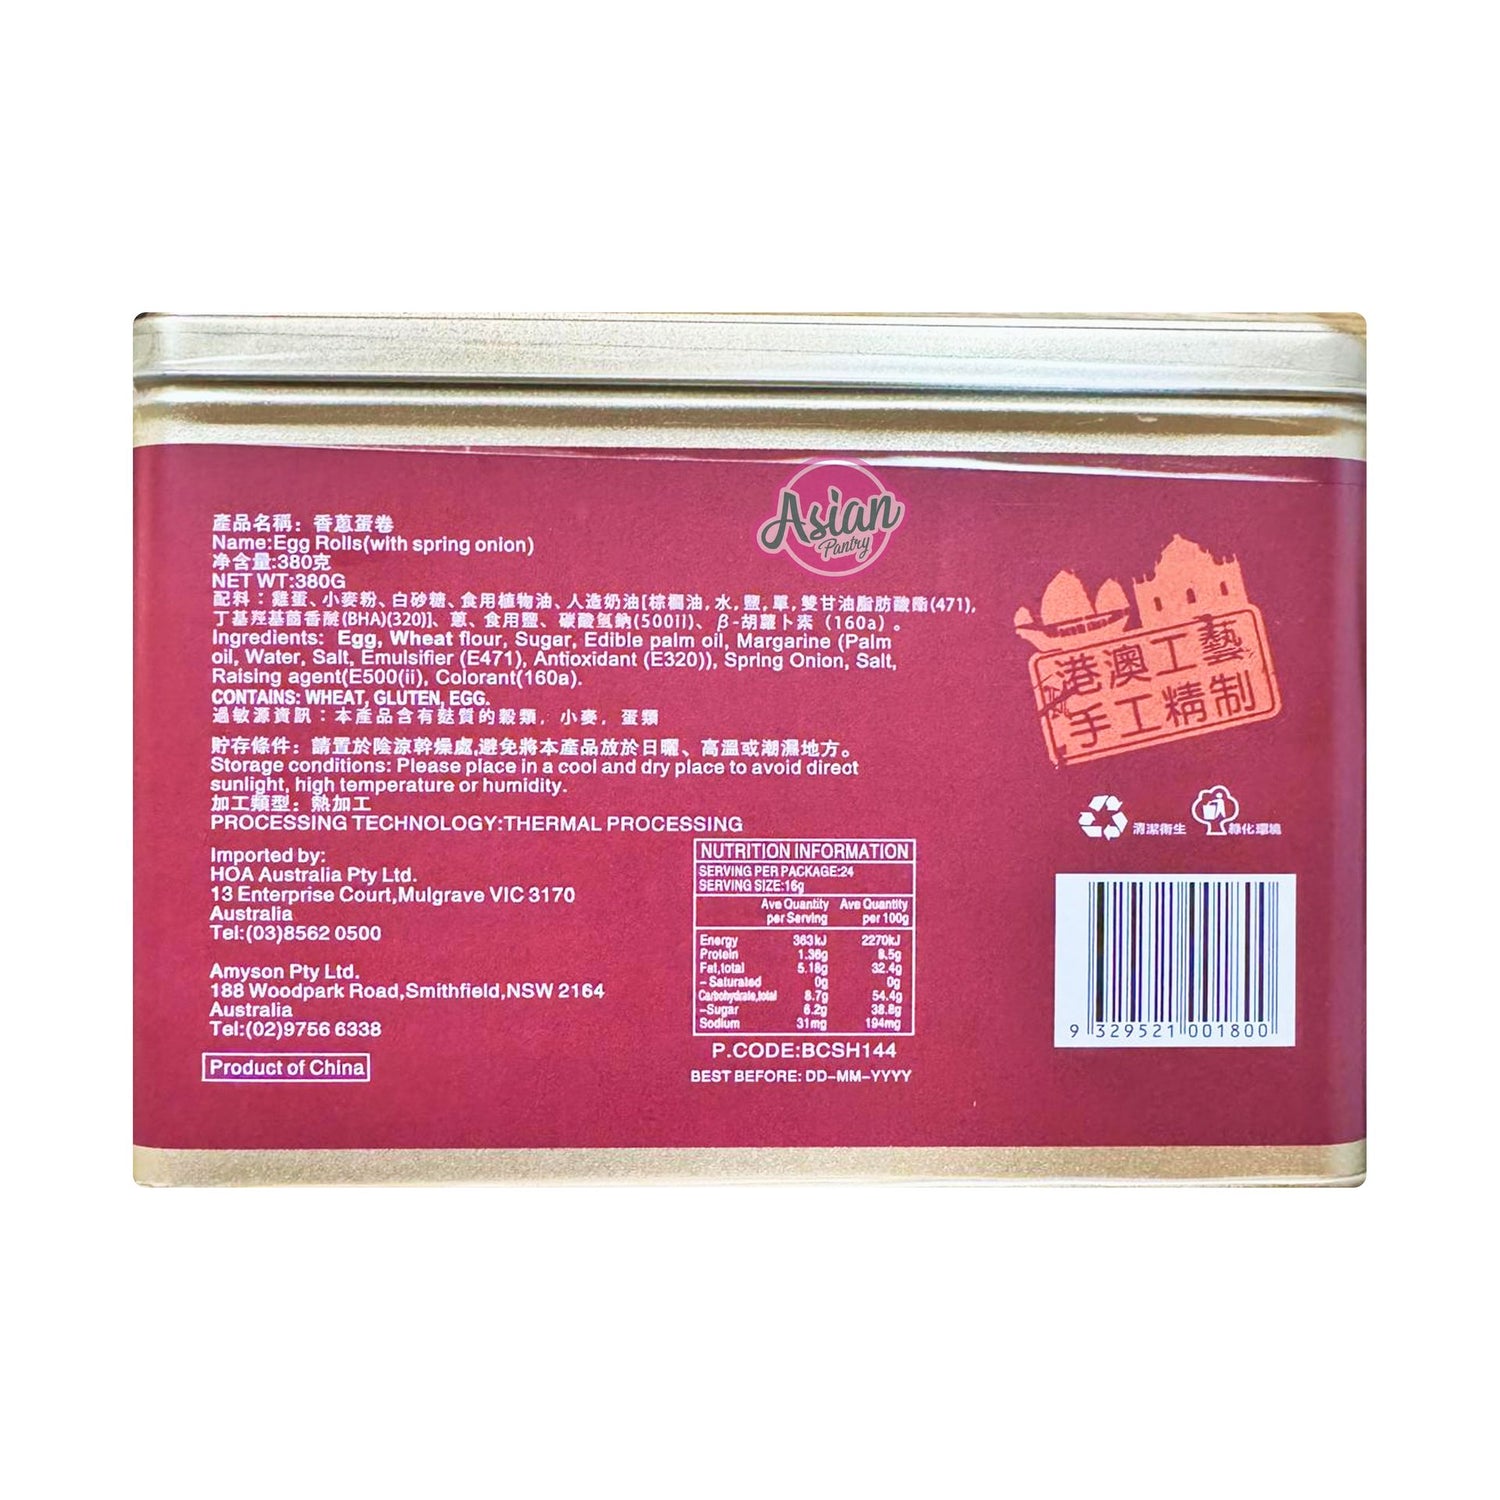 Asian
Pantry
產品名稱：香蔥蛋卷
Name:Egg Rolls(with spring onion)
净含量:380克
NET WT:380G
配料：雞蛋、小麥粉、白砂糖、食用植物油、人造奶油[棕櫚油,水,鹽,單,雙甘油脂肪酸酯(471),
丁基羥基茴香醚(BHA)(320)]、蔥、食用鹽、碳酸氫鈉(500II)、β-胡蘿卜素（160a）。
Ingredients: Egg, Wheat flour, Sugar, Edible palm oil, Margarine (Palm
oil, Water, Salt, Emulsifier (E471), Antioxidant (E320)), Spring Onion, Salt,
Raising agent(E500(ii), Colorant(160a).
CONTAINS: WHEAT, GLUTEN, EGG.
過敏源資訊：本產品含有麩質的穀類，小麥，蛋類
貯存條件：請置於陰涼幹燥處,避免將本產品放於日曬、高溫或潮濕地方。
Storage conditions: Please place in a cool and dry place to avoid direct
sunlight, high temperature or humidity.
加工類型：熱加工
PROCESSING TECHNOLOGY:THERMAL PROCESSING
Imported by:
HOA Australia Pty Ltd.
13 Enterprise Court,Mulgrave VIC 3170
Australia
Tel:(03)8562 0500
Amyson Pty Ltd.
188 Woodpark Road,Smithfield,NSW 2164
Australia
Tel:(02)9756 6338
Product of China
NUTRITION INFORMATION
SERVING PER PACKAGE:24
SERVING SIZE:16g
Ave Quantity per Serving Ave Quantity per 100g
Energy 363kJ 2270kJ
Protein 1.36g 8.5g
Fat,total 5.18g 32.4g
-Saturated 0g 0g
Carbohydrate,total 8.7g 54.4g
-Sugar 6.2g 38.8g
Sodium 31mg 194mg
P.CODE:BCSH144
BEST BEFORE: DD-MM-YYYY
港澳工藝
手工精制
清潔衛生
綠化環境
9 329521 001800